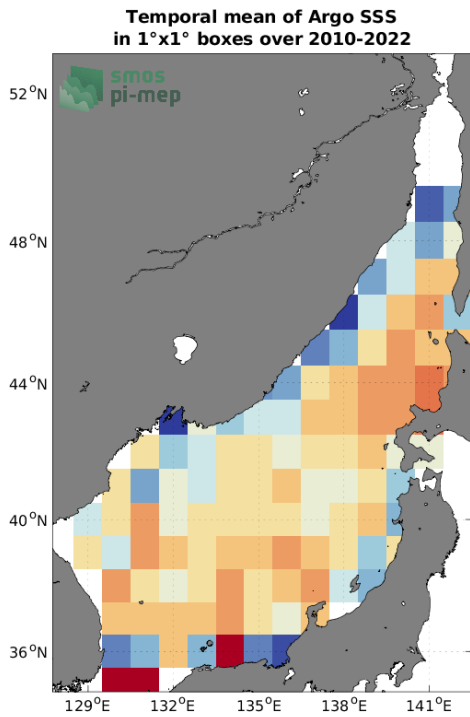 Temporal mean of Argo SSS
in 1°x1° boxes over 2010-2022
smos
pi-mep
52°N
48°N
44°N
40°N
36°N
129°E 132°E 135°E 138°E 141°E